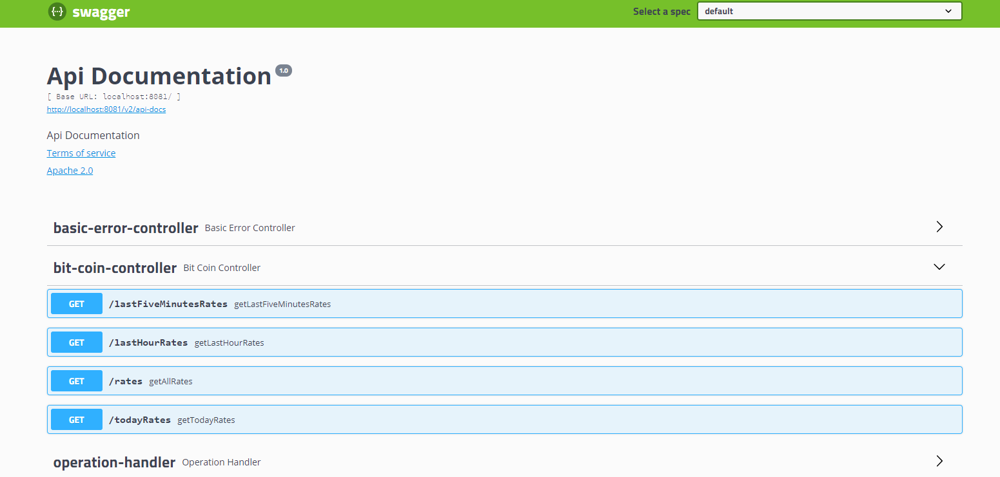 {...} swagger Select a spec default
Api Documentation 1.0
[ Base URL: localhost:8081/ ]
http://localhost:8081/v2/api-docs
Api Documentation
Terms of service
Apache 2.0
basic-error-controller Basic Error Controller
bit-coin-controller Bit Coin Controller
GET /lastFiveMinutesRates getLastFiveMinutesRates
GET /lastHourRates getLastHourRates
GET /rates getAllRates
GET /todayRates getTodayRates
operation-handler Operation Handler